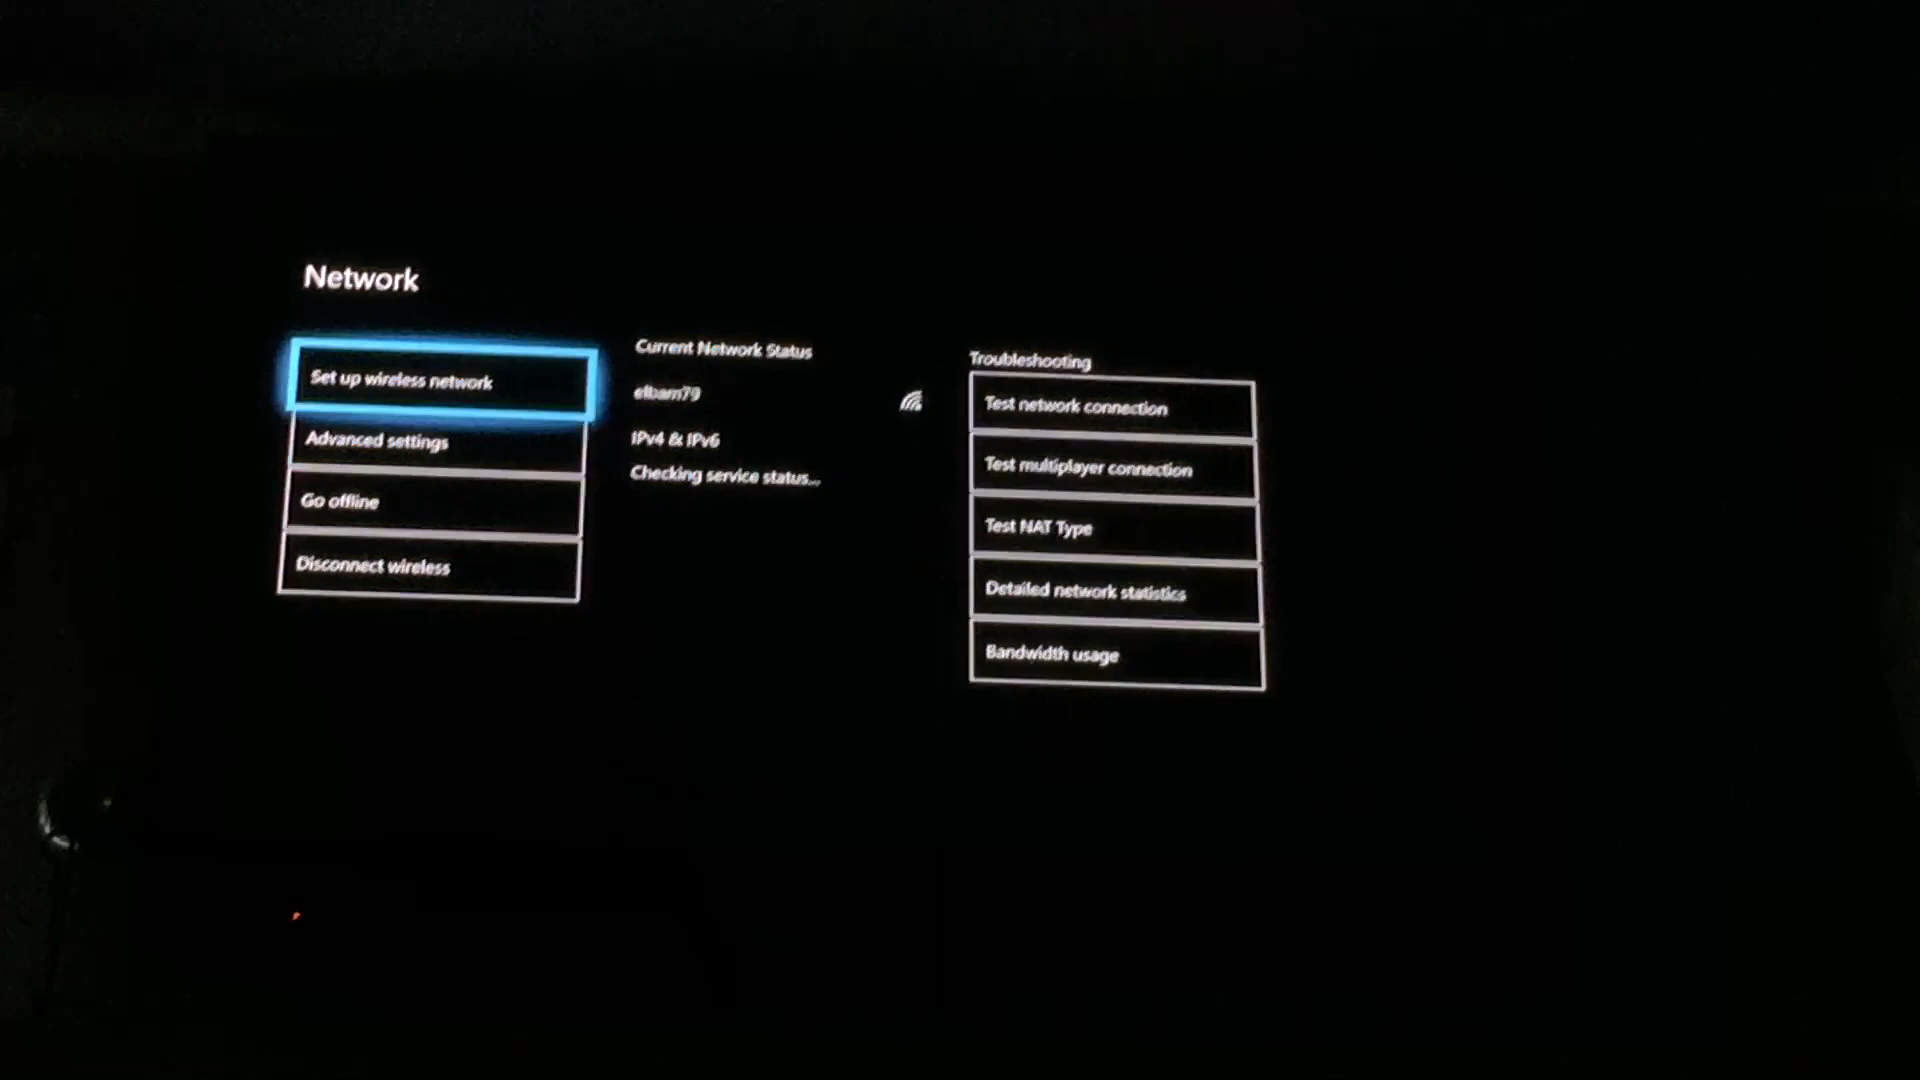 Network
Set up wireless network
Advanced settings
Go offline
Disconnect wireless
Current Network Status
elbam79
IPv4 & IPv6
Checking service status...
Troubleshooting
Test network connection
Test multiplayer connection
Test NAT Type
Detailed network statistics
Bandwidth usage